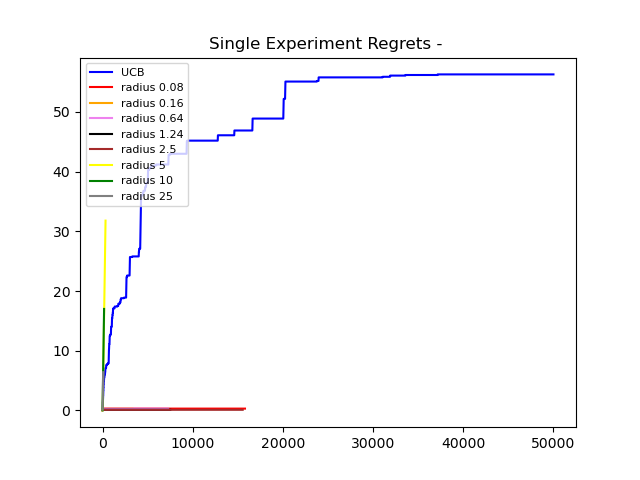 Single Experiment Regrets -
UCB
radius 0.08
radius 0.16
radius 0.64
radius 1.24
radius 2.5
radius 5
radius 10
radius 25
50
40
30
20
10
0
0 10000 20000 30000 40000 50000